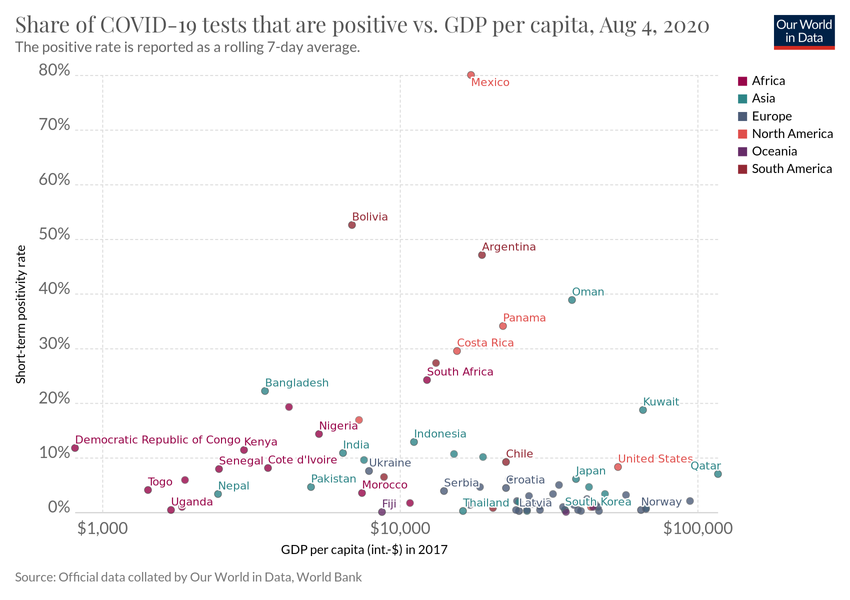 Share of COVID-19 tests that are positive vs. GDP per capita, Aug 4, 2020
The positive rate is reported as a rolling 7-day average.
Our World
in Data
80%
70%
60%
50%
40%
30%
20%
10%
0%
Short-term positivity rate
Mexico
Bolivia
Argentina
Oman
Panama
Costa Rica
South Africa
Bangladesh
Kuwait
Nigeria
Indonesia
Democratic Republic of Congo
Kenya
India
Chile
United States
Senegal
Cote d'Ivoire
Ukraine
Qatar
Togo
Nepal
Pakistan
Morocco
Serbia
Croatia
Japan
Uganda
Fiji
Thailand
Latvia
South Korea
Norway
$1,000
$10,000
$100,000
GDP per capita (int.-$) in 2017
Africa
Asia
Europe
North America
Oceania
South America
Source: Official data collated by Our World in Data, World Bank